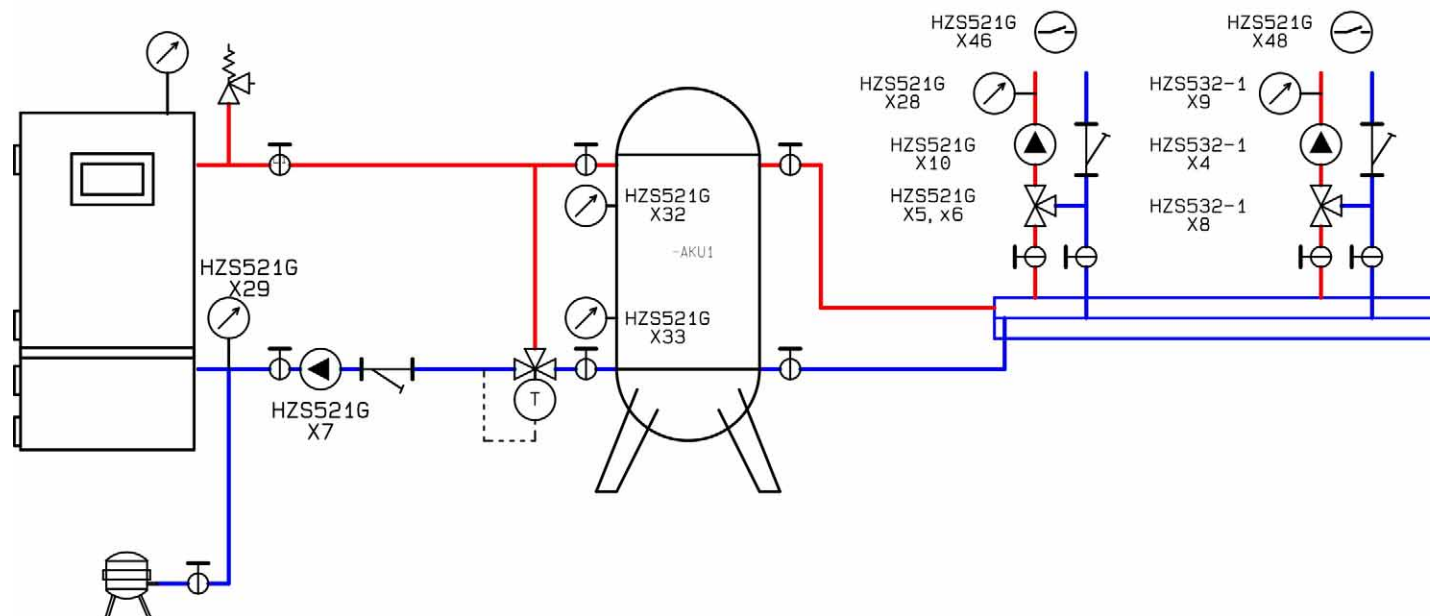 HZS521G
X46
HZS521G
X48
HZS521G
X28
HZS532-1
X9
HZS521G
X10
HZS532-1
X4
HZS521G
X5, x6
HZS532-1
X8
HZS521G
X32
-AKU1
HZS521G
X29
HZS521G
X33
T
HZS521G
X7